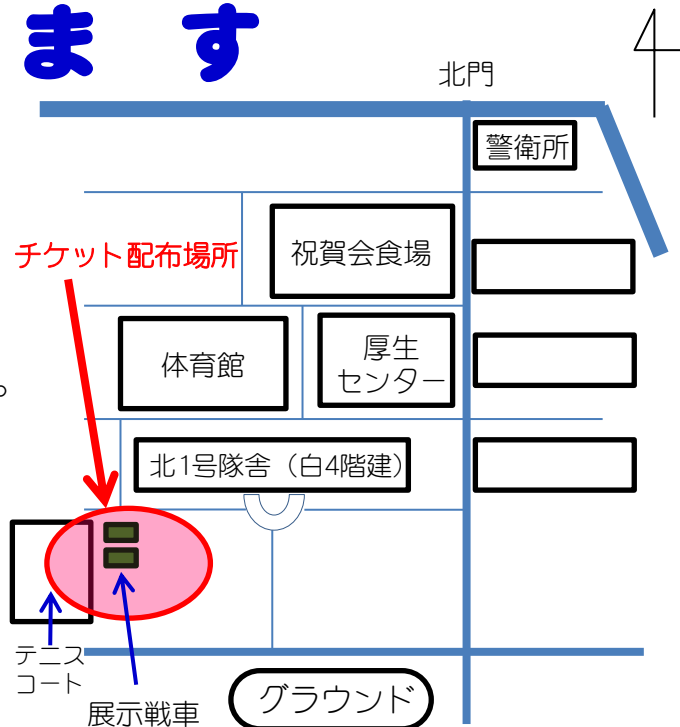 ます
北門
警衛所
チケット配布場所
祝賀会食場
体育館
厚生
センター
。
北1号隊舎（白4階建）
テニス
コート
展示戦車
グラウンド